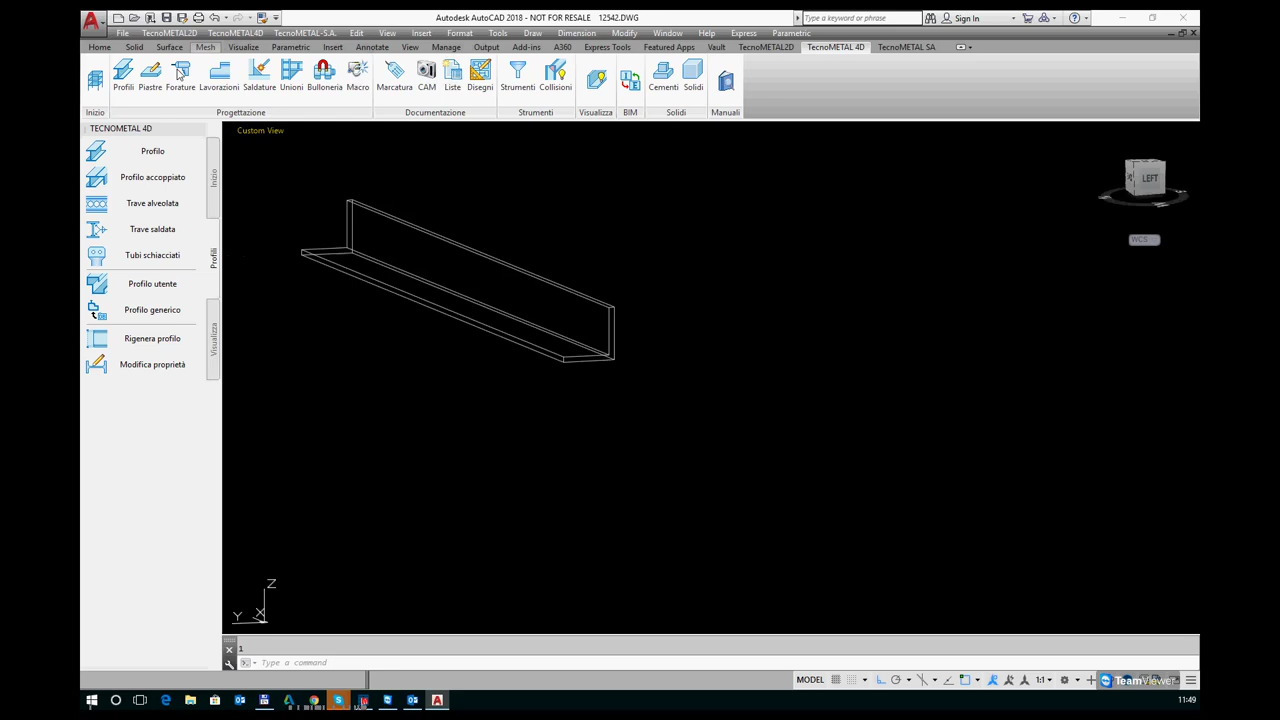 Autodesk AutoCAD 2018 - NOT FOR RESALE 12542.DWG
Type a keyword or phrase
Sign In
File TecnoMETAL2D TecnoMETAL4D TecnoMETAL-S.A. Edit View Insert Format Tools Draw Dimension Modify Window Help Express Parametric
Home Solid Surface Mesh Visualize Parametric Insert Annotate View Manage Output Add-ins A360 Express Tools Featured Apps Vault TecnoMETAL2D TecnoMETAL 4D TecnoMETAL SA
Profili Piastre Forature Lavorazioni Saldature Unioni Bulloneria Macro Marcatura CAM Liste Disegni Strumenti Collisioni Cementi Solidi
Inizio Progettazione Documentazione Strumenti Visualizza BIM Solidi Manuali
TECNOMETAL 4D
Custom View
Profilo
Profilo accoppiato
Trave alveolata
Trave saldata
Tubi schiacciati
Profilo utente
Profilo generico
Rigenera profilo
Modifica proprietà
Inizio
Profili
Visualizza
LEFT
WCS
Z
Y X
1
Type a command
MODEL 1:1 TeamViewer
11:49